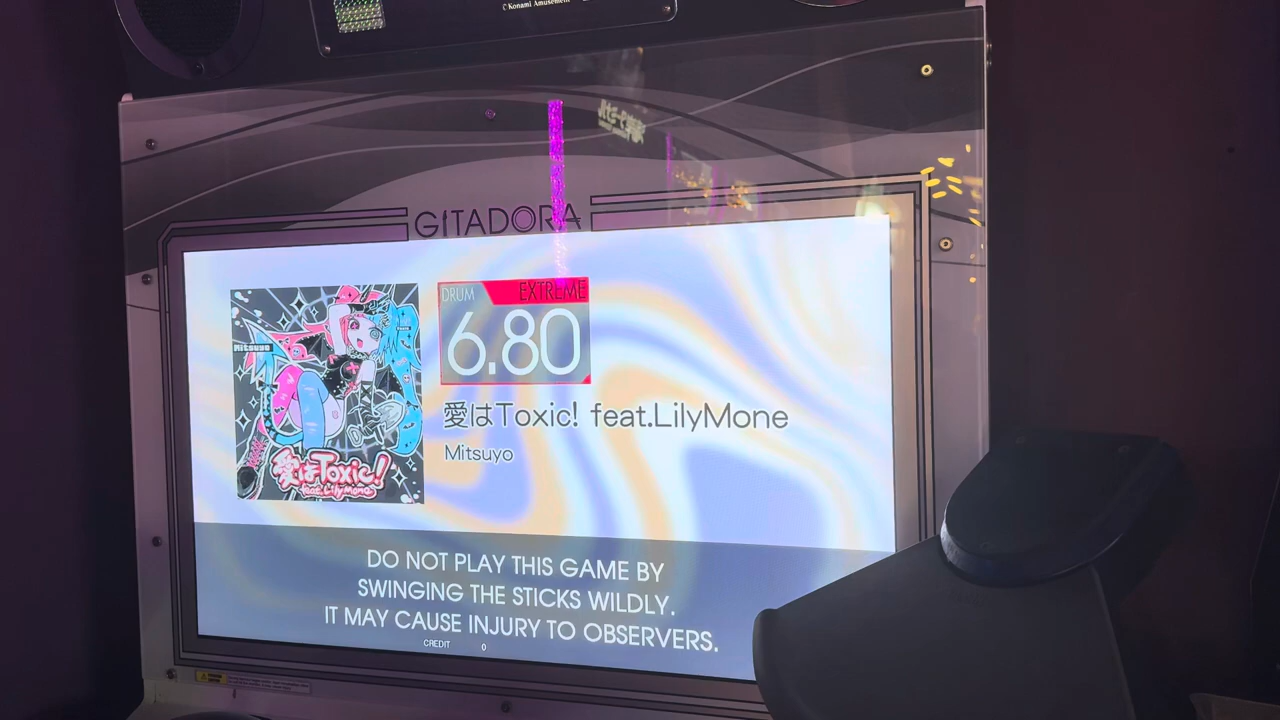 © Konami Amusement
GITADORA
DRUM
EXTREME
6.80
Mitsuyo
愛はToxic!
feat.LilyMone
愛はToxic! feat.LilyMone
Mitsuyo
DO NOT PLAY THIS GAME BY
SWINGING THE STICKS WILDLY.
IT MAY CAUSE INJURY TO OBSERVERS.
CREDIT 0